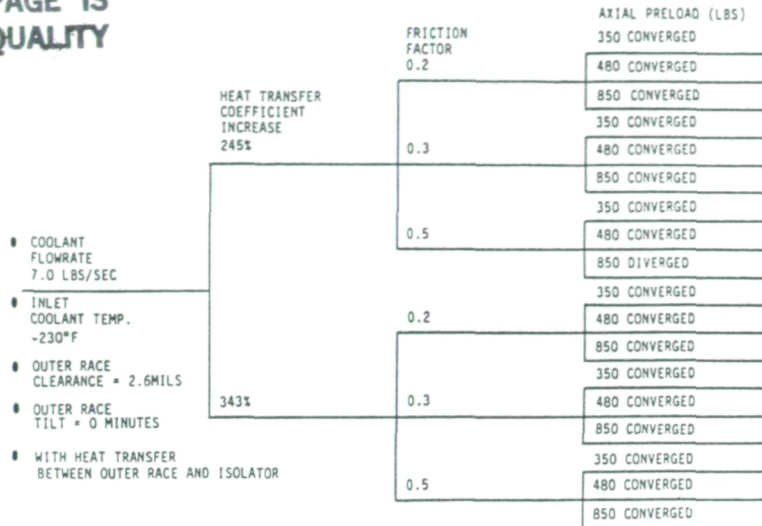 PAGE IS
QUALITY
AXIAL PRELOAD (LBS)
FRICTION
FACTOR
HEAT TRANSFER
COEFFICIENT
INCREASE
245%
0.2
350 CONVERGED
480 CONVERGED
850 CONVERGED
0.3
350 CONVERGED
480 CONVERGED
850 CONVERGED
0.5
350 CONVERGED
480 CONVERGED
850 DIVERGED
• COOLANT
FLOWRATE
7.0 LBS/SEC
• INLET
COOLANT TEMP.
-230°F
• OUTER RACE
CLEARANCE = 2.6MILS
• OUTER RACE
TILT = 0 MINUTES
• WITH HEAT TRANSFER
BETWEEN OUTER RACE AND ISOLATOR
343%
0.2
350 CONVERGED
480 CONVERGED
850 CONVERGED
0.3
350 CONVERGED
480 CONVERGED
850 CONVERGED
0.5
350 CONVERGED
480 CONVERGED
850 CONVERGED